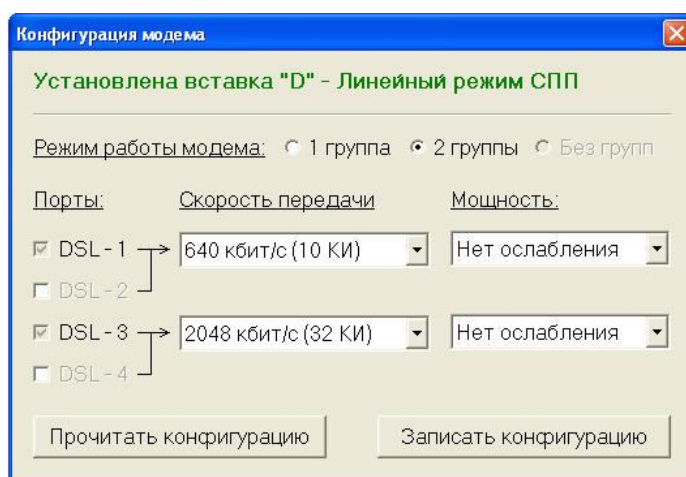 Конфигурация модема
Установлена вставка "D" - Линейный режим СПП
Режим работы модема: 1 группа 2 группы Без групп
Порты: Скорость передачи Мощность:
DSL-1 640 кбит/с (10 КИ) Нет ослабления
DSL-2
DSL-3 2048 кбит/с (32 КИ) Нет ослабления
DSL-4
Прочитать конфигурацию Записать конфигурацию